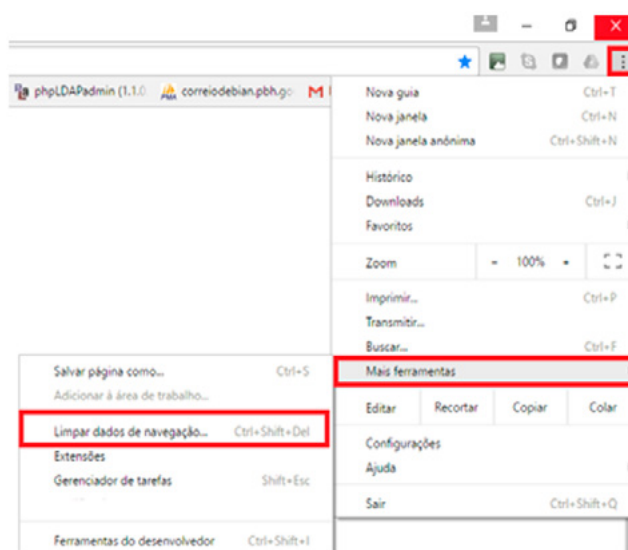 phpLDAPadmin (1.1.0 correiodebian.pbh.go M
Nova guia Ctrl+T
Nova janela Ctrl+N
Nova janela anônima Ctrl+Shift+N
Histórico
Downloads Ctrl+J
Favoritos
Zoom - 100% +
Imprimir... Ctrl+P
Transmitir...
Buscar... Ctrl+F
Mais ferramentas
Editar Recortar Copiar Colar
Configurações
Ajuda
Sair Ctrl+Shift+Q
Salvar página como... Ctrl+S
Adicionar à área de trabalho...
Limpar dados de navegação... Ctrl+Shift+Del
Extensões
Gerenciador de tarefas Shift+Esc
Ferramentas do desenvolvedor Ctrl+Shift+I